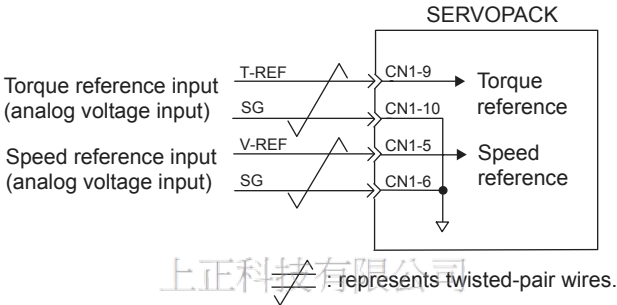 SERVOPACK
Torque reference input
(analog voltage input)
T-REF
CN1-9
Torque
reference
SG
CN1-10
Speed reference input
(analog voltage input)
V-REF
CN1-5
Speed
reference
SG
CN1-6
上正科技有限公司
: represents twisted-pair wires.